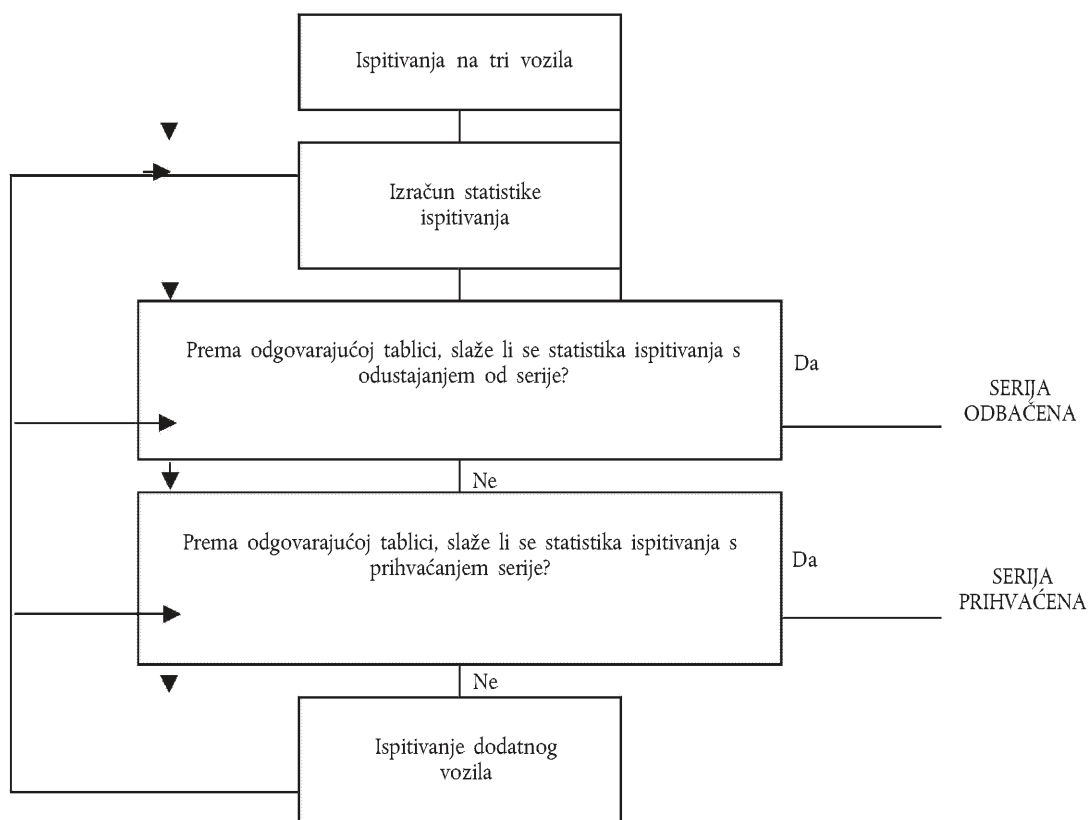 Ispitivanja na tri vozila
Izračun statistike
ispitivanja
Prema odgovarajućoj tablici, slaže li se statistika ispitivanja s
odustajanjem od serije?
Da
SERIJA
ODBAČENA
Ne
Prema odgovarajućoj tablici, slaže li se statistika ispitivanja s
prihvaćanjem serije?
Da
SERIJA
PRIHVAĆENA
Ne
Ispitivanje dodatnog
vozila